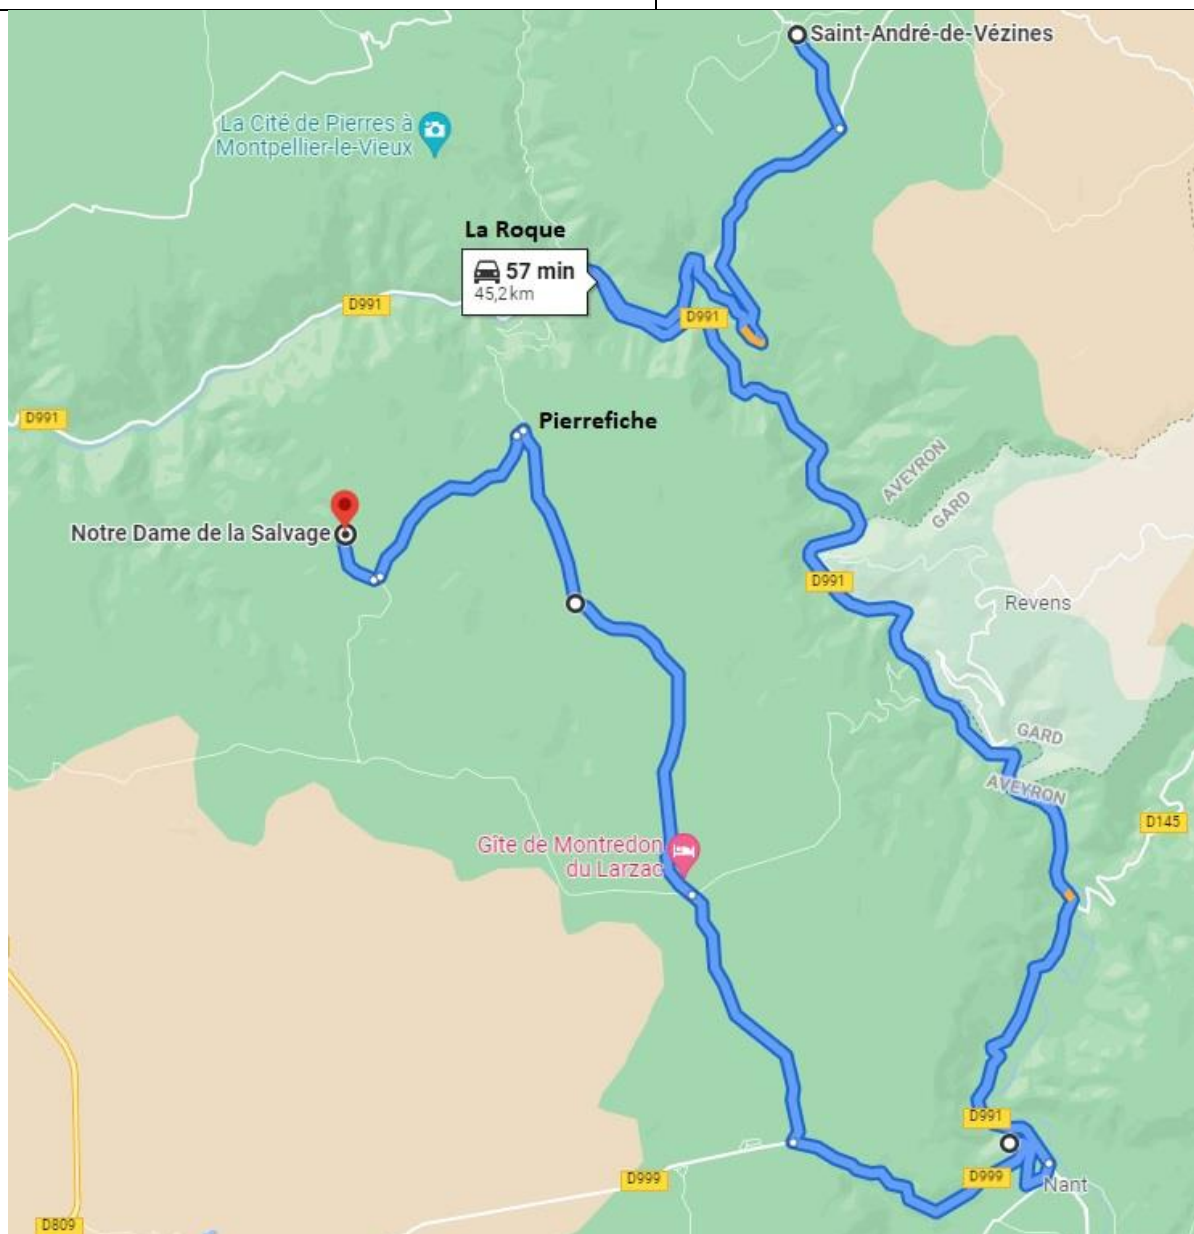 Saint-André-de-Vézines
La Cité de Pierres à
Montpellier-le-Vieux
La Roque
57 min
45,2 km
D991
D991
D991
Pierrefiche
AVEYRON
GARD
Notre Dame de la Salvage
D991
Revens
GARD
AVEYRON
D145
Gîte de Montredon
du Larzac
D991
D999
D999
Nant
D809